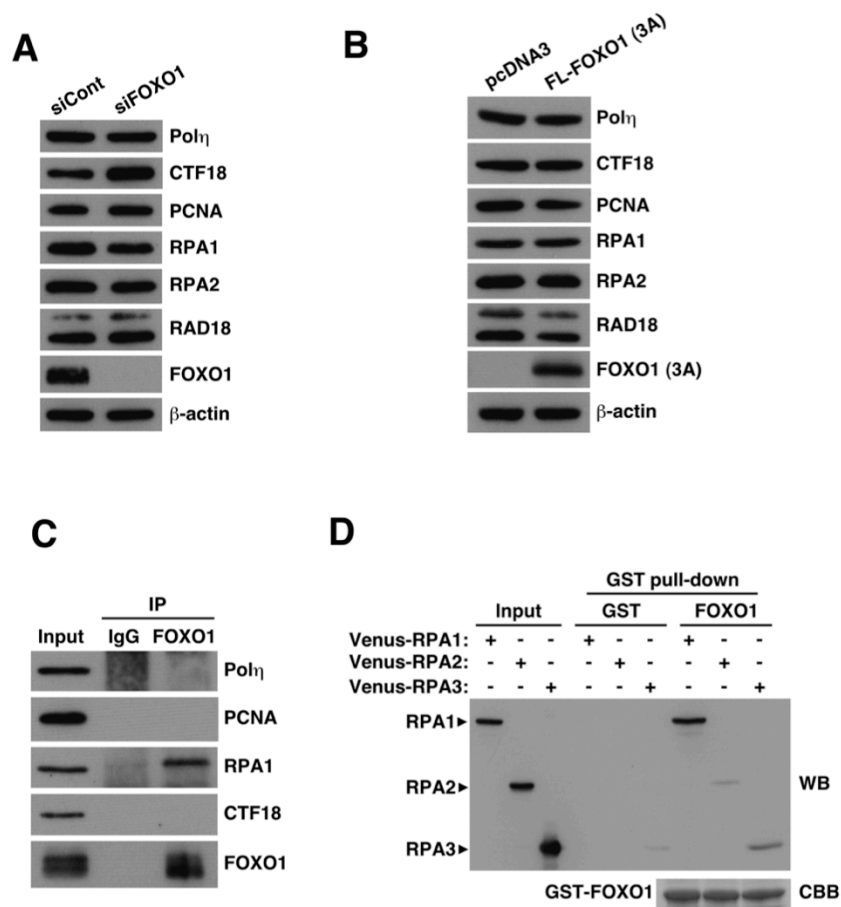 A
siCont siFOXO1
Polη
CTF18
PCNA
RPA1
RPA2
RAD18
FOXO1
β-actin
B
pcDNA3 FL-FOXO1 (3A)
Polη
CTF18
PCNA
RPA1
RPA2
RAD18
FOXO1 (3A)
β-actin
C
IP
Input IgG FOXO1
Polη
PCNA
RPA1
CTF18
FOXO1
D
GST pull-down
Input GST FOXO1
Venus-RPA1: + - - + - - + - -
Venus-RPA2: - + - - + - - + -
Venus-RPA3: - - + - - + - - +
RPA1
RPA2
RPA3
WB
GST-FOXO1 CBB